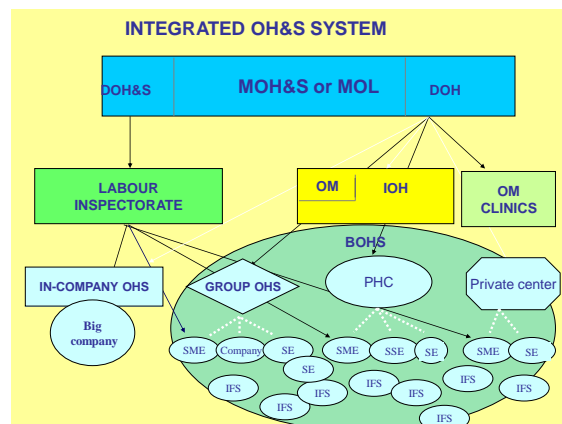 INTEGRATED OH&S SYSTEM
DOH&S
MOH&S or MOL
DOH
LABOUR
INSPECTORATE
OM
IOH
OM
CLINICS
BOHS
IN-COMPANY OHS
GROUP OHS
PHC
Private center
Big
company
SME
Company
SE
SME
SSE
SE
SME
SE
SE
IFS
IFS
IFS
IFS
IFS
IFS
IFS
IFS